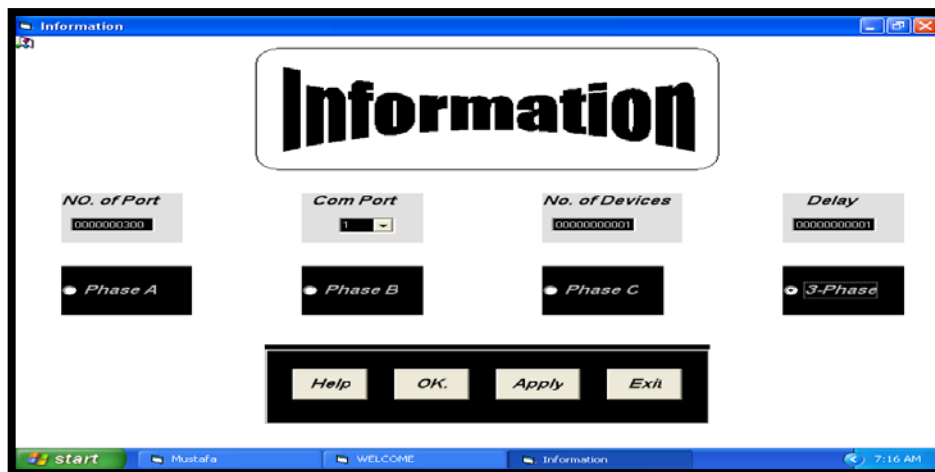 Information
Information
NO. of Port
Com Port
No. of Devices
Delay
0000000300
1
00000000001
00000000001
Phase A
Phase B
Phase C
3-Phase
Help
OK.
Apply
Exit
start
Mustafa
WELCOME
Information
7:16 AM